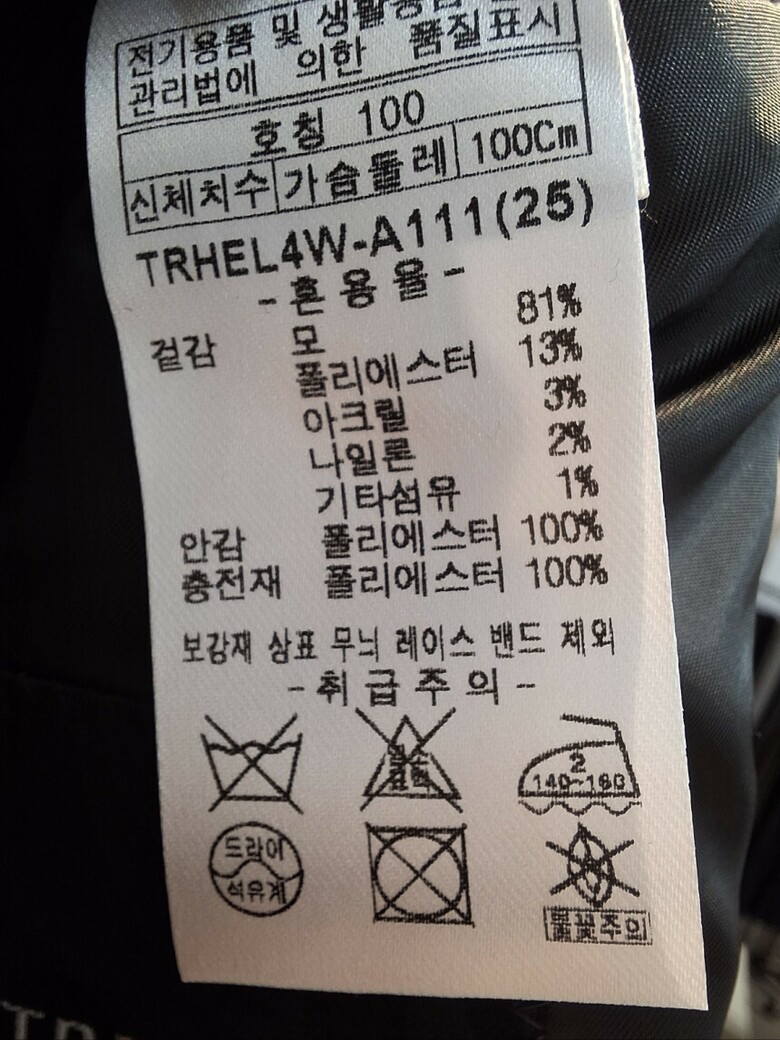 전기용품 및 생활용품
관리법에 의한 품질표시
호칭 100
신체치수 가슴둘레 100Cm
TRHEL4W-A111(25)
-혼용율-
겉감 모 81%
폴리에스터 13%
아크릴 3%
나일론 2%
기타섬유 1%
안감 폴리에스터 100%
충전재 폴리에스터 100%
보강재 상표 무늬 레이스 밴드 제외
-취급주의-
염소
표백
2
140~160
드라이
석유계
불꽃주의